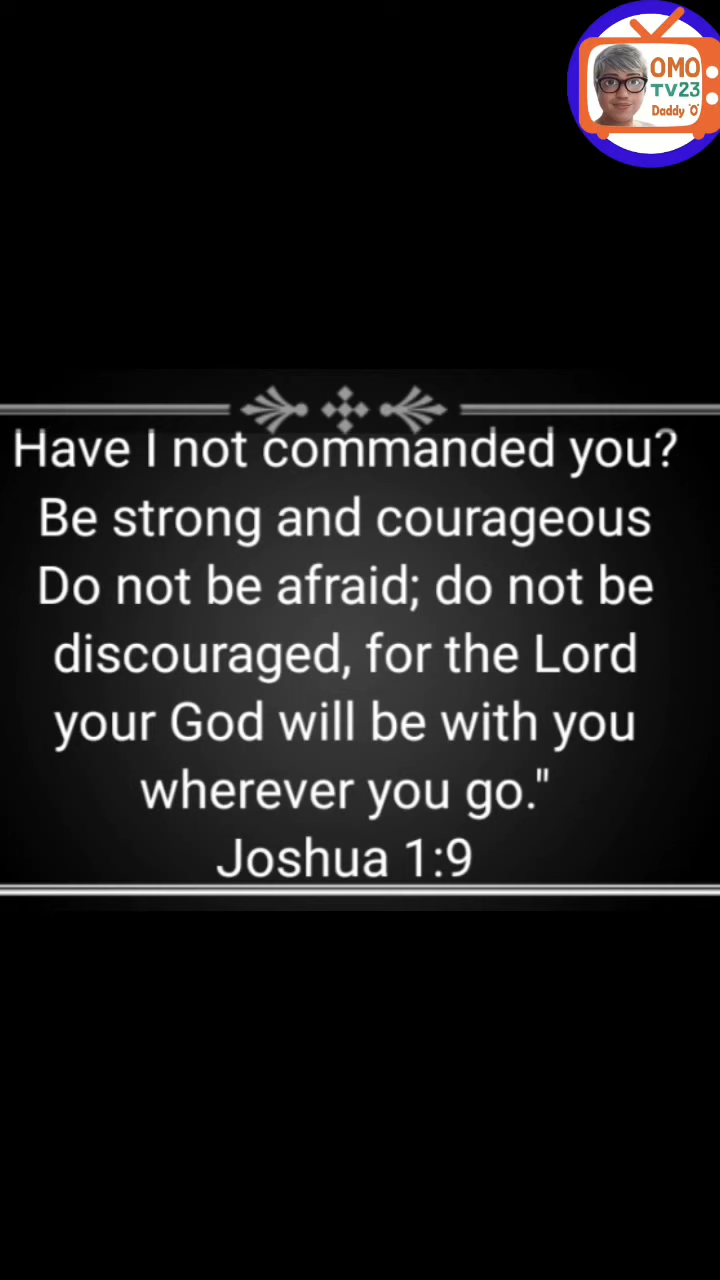 OMO
TV23
Daddy 'O'
Have I not commanded you?
Be strong and courageous
Do not be afraid; do not be
discouraged, for the Lord
your God will be with you
wherever you go."
Joshua 1:9